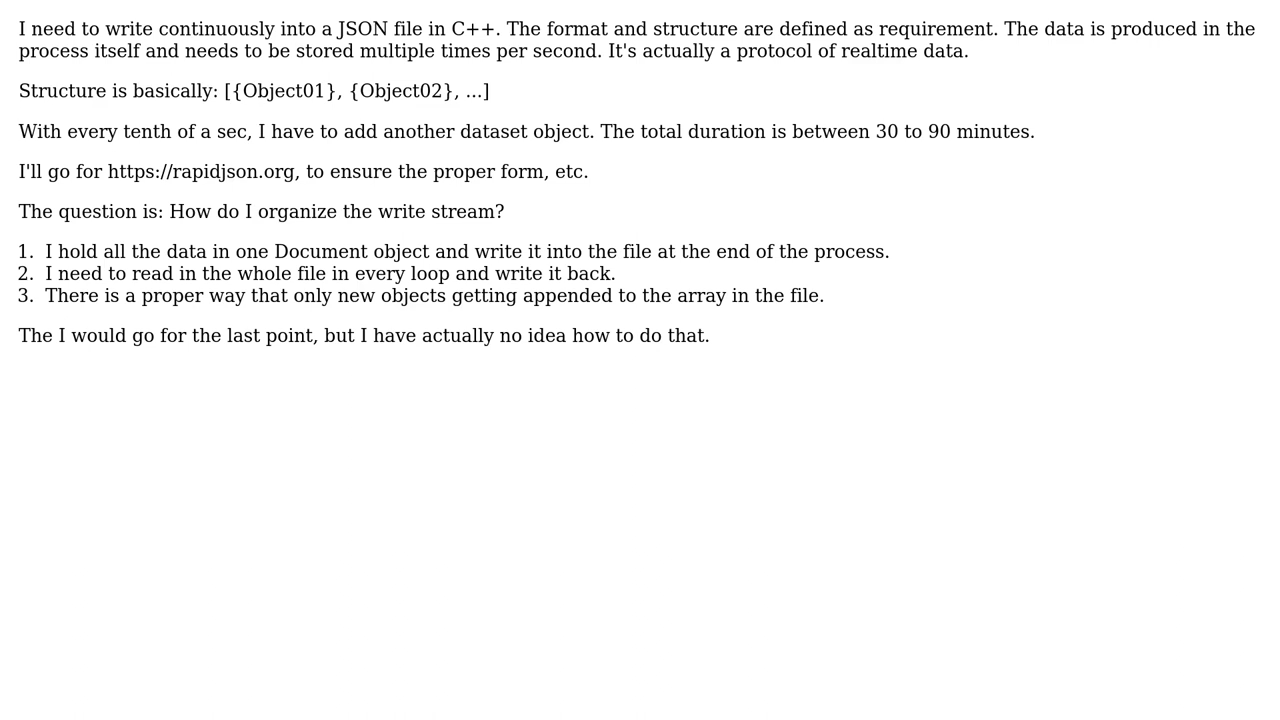 I need to write continuously into a JSON file in C++. The format and structure are defined as requirement. The data is produced in the
process itself and needs to be stored multiple times per second. It's actually a protocol of realtime data.
Structure is basically: [{Object01}, {Object02}, ...]
With every tenth of a sec, I have to add another dataset object. The total duration is between 30 to 90 minutes.
I'll go for https://rapidjson.org, to ensure the proper form, etc.
The question is: How do I organize the write stream?
1. I hold all the data in one Document object and write it into the file at the end of the process.
2. I need to read in the whole file in every loop and write it back.
3. There is a proper way that only new objects getting appended to the array in the file.
The I would go for the last point, but I have actually no idea how to do that.